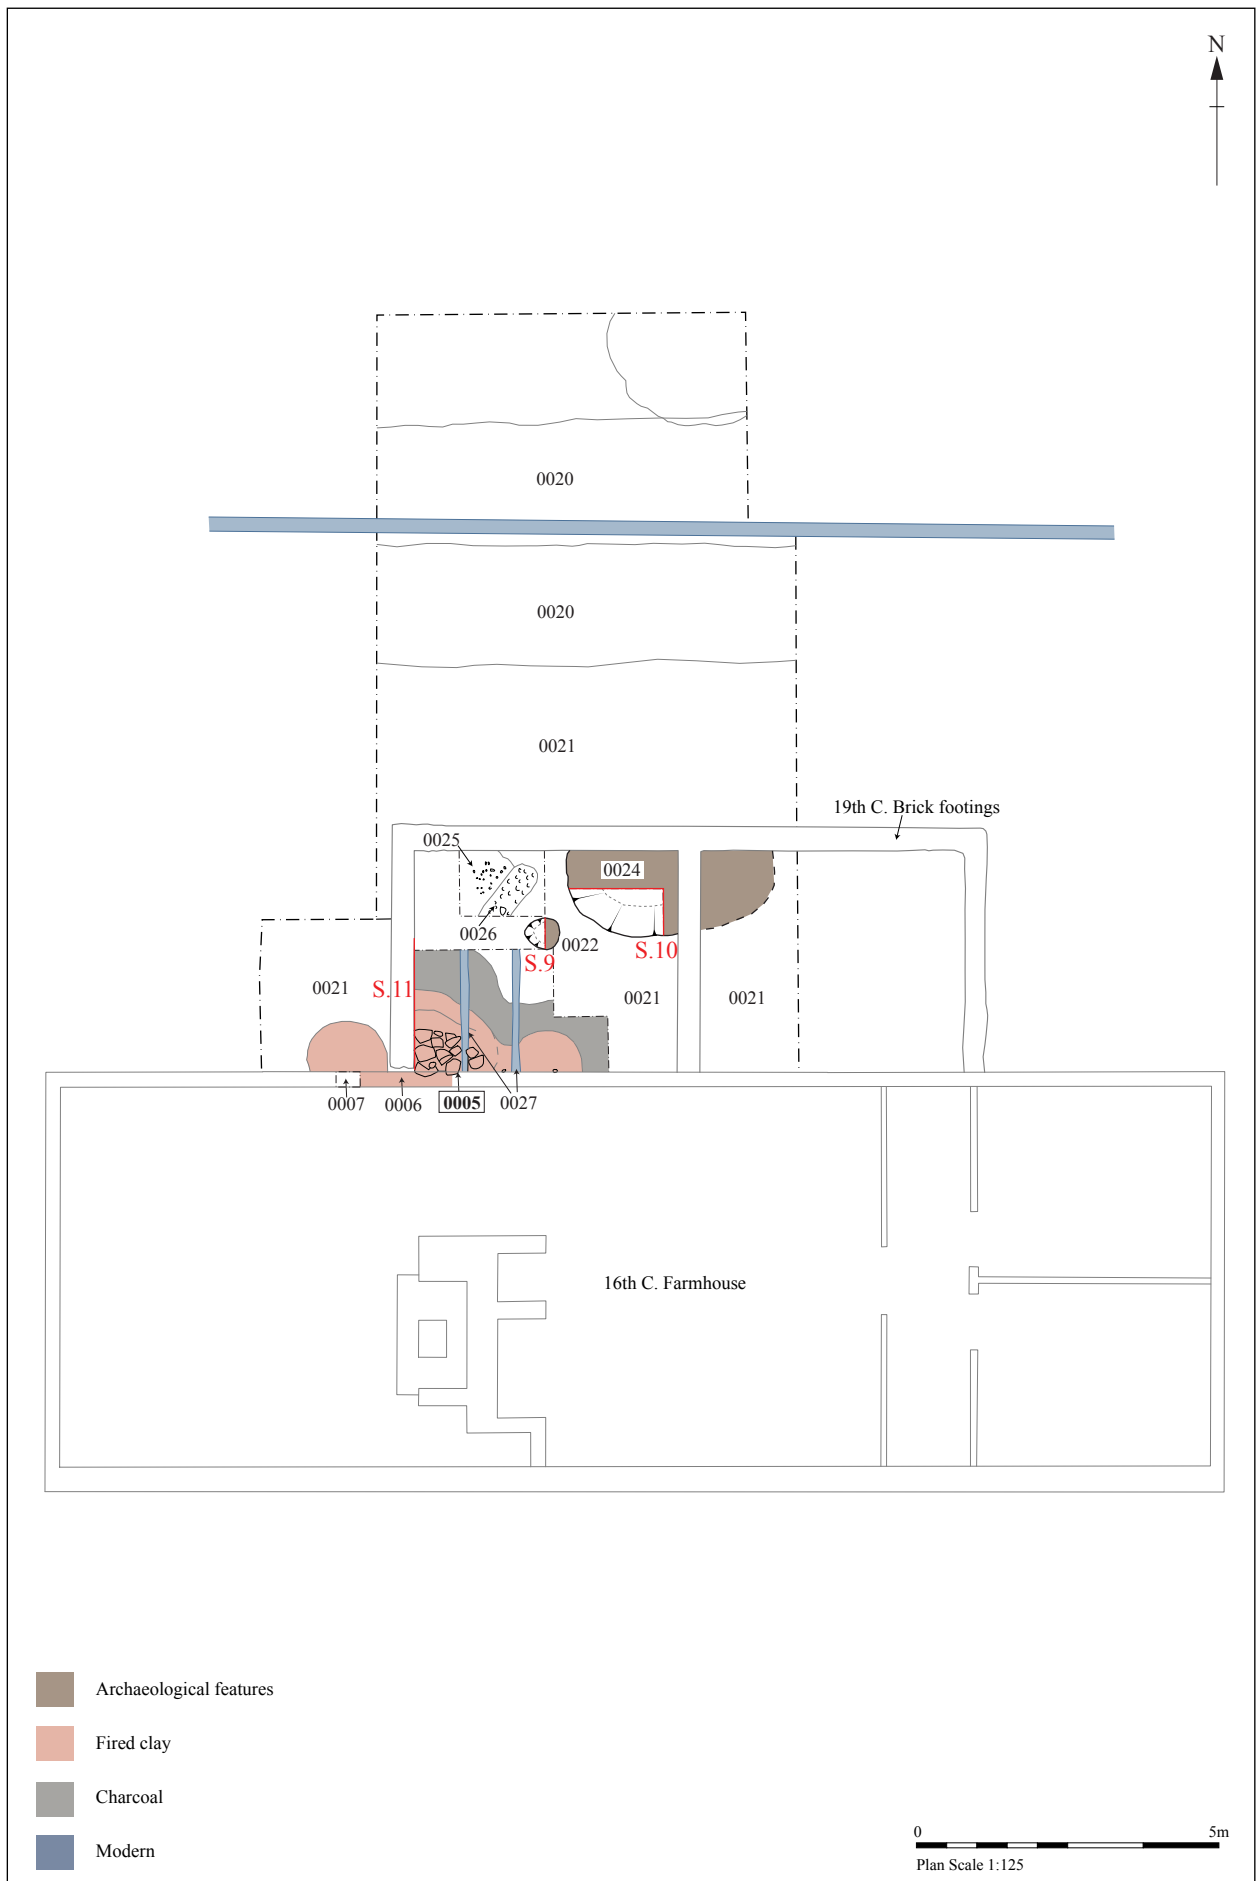 N
0020
0020
0021
19th C. Brick footings
0025
0024
0026
0022
S.9
S.10
0021
S.11
0021
0021
0007
0006
0005
0027
16th C. Farmhouse
Archaeological features
Fired clay
Charcoal
Modern
0
5m
Plan Scale 1:125